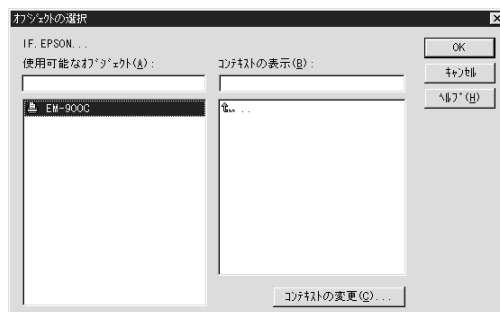 オブジェクトの選択
IF.EPSON...
使用可能なオブジェクト(A):
コンテキストの表示(B):
EM-900C
..
OK
キャンセル
ヘルプ(H)
コンテキストの変更(C)...